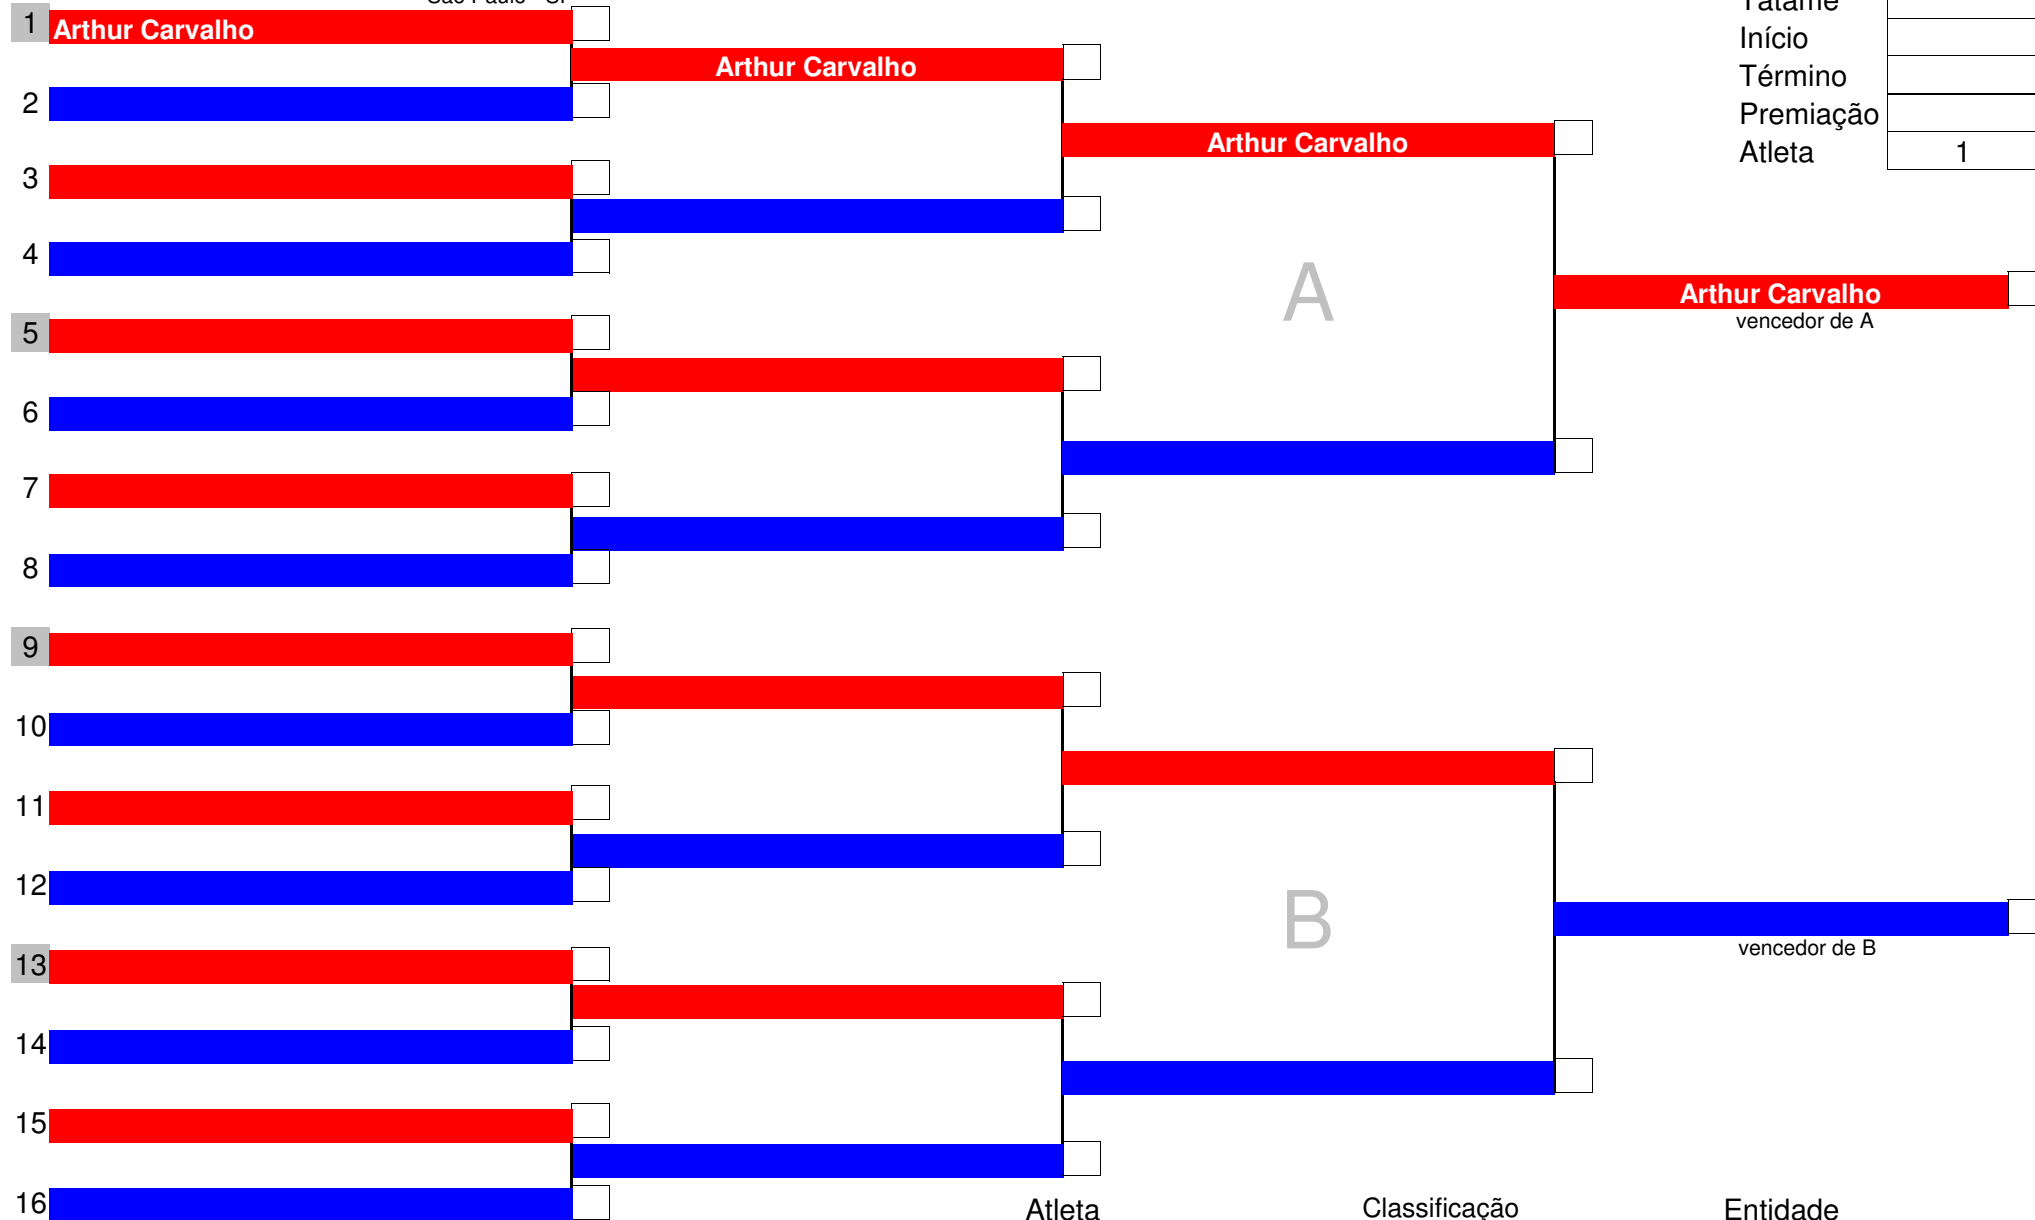 Tatame
1 Arthur Carvalho
Arthur Carvalho
Início
Término
2
Premiação
Arthur Carvalho
Atleta 1
3
4
A
Arthur Carvalho
vencedor de A
5
6
7
8
9
10
11
12
B
vencedor de B
13
14
15
16
Atleta Classificação Entidade